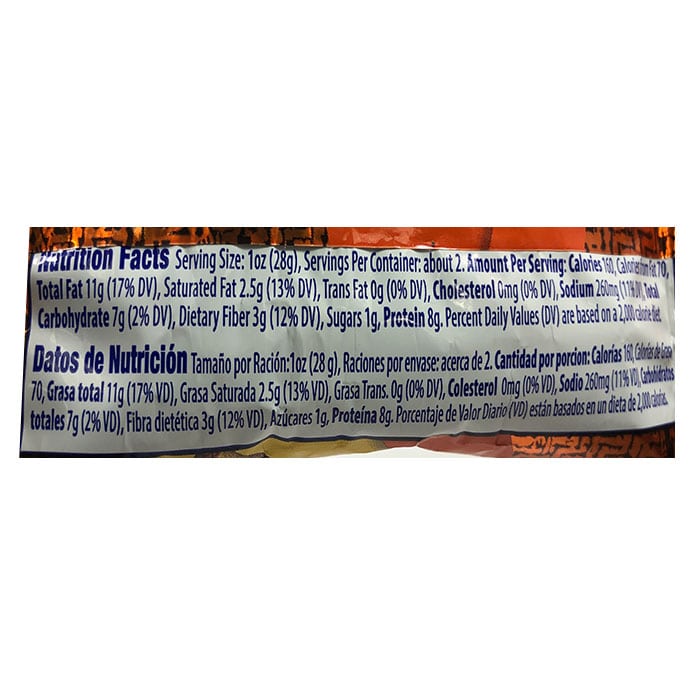 Nutrition Facts Serving Size: 1oz (28g), Servings Per Container: about 2. Amount Per Serving: Calories 160, Calories from Fat 70,
Total Fat 11g (17% DV), Saturated Fat 2.5g (13% DV), Trans Fat 0g (0% DV), Cholesterol 0mg (0% DV), Sodium 260mg (11% DV), Total
Carbohydrate 7g (2% DV), Dietary Fiber 3g (12% DV), Sugars 1g, Protein 8g. Percent Daily Values (DV) are based on a 2,000 calorie diet.
Datos de Nutrición Tamaño por Ración:1oz (28 g), Raciones por envase: acerca de 2. Cantidad por porcion: Calorías 160, Calorías de Grasa
70, Grasa total 11g (17% VD), Grasa Saturada 2.5g (13% VD), Grasa Trans. 0g (0% DV), Colesterol 0mg (0% VD), Sodio 260mg (11% VD), Carbohidratos
totales 7g (2% VD), Fibra dietética 3g (12% VD), Azúcares 1g, Proteína 8g. Porcentaje de Valor Diario (VD) están basados en un dieta de 2,000 calorías.